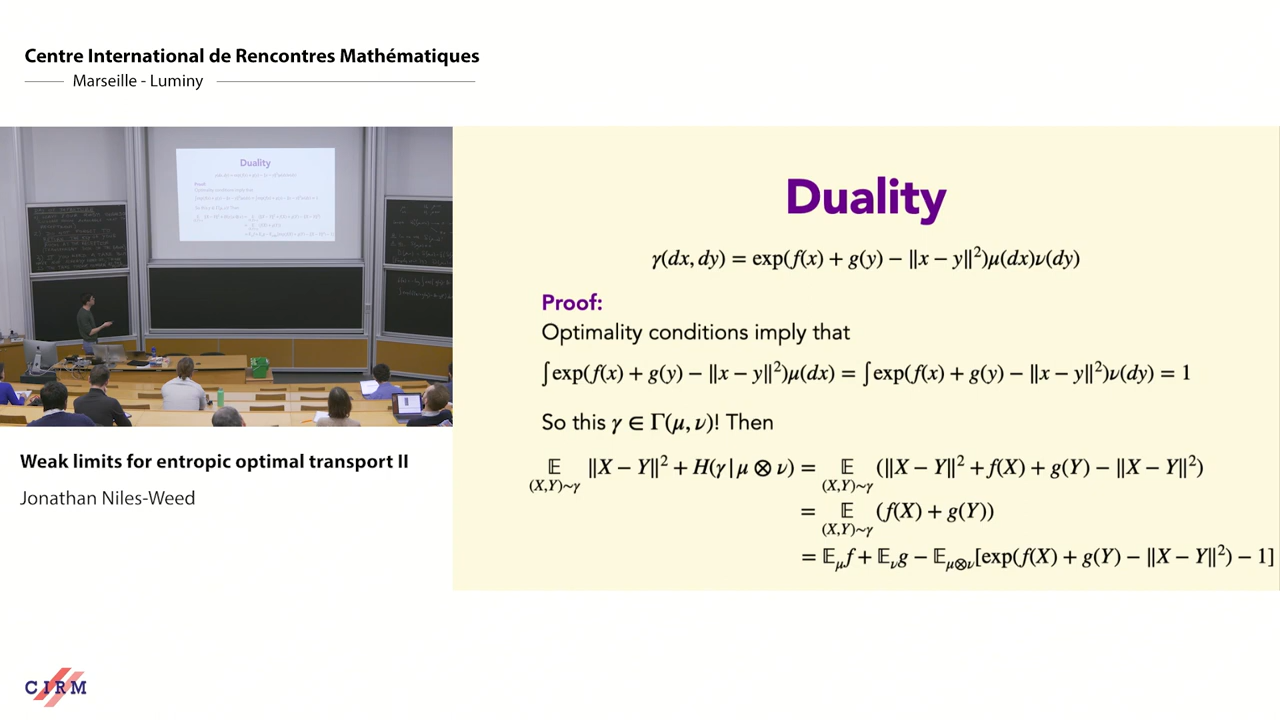 Centre International de Rencontres Mathématiques
Marseille - Luminy
Duality
γ(dx, dy) = exp(f(x) + g(y) − ∥x − y∥²)μ(dx)ν(dy)
Proof:
Optimality conditions imply that
∫exp(f(x) + g(y) − ∥x − y∥²)μ(dx) = ∫exp(f(x) + g(y) − ∥x − y∥²)ν(dy) = 1
So this γ ∈ Γ(μ, ν)! Then
𝔼_{(X,Y)∼γ} ∥X − Y∥² + H(γ | μ ⊗ ν) = 𝔼_{(X,Y)∼γ} (∥X − Y∥² + f(X) + g(Y) − ∥X − Y∥²)
= 𝔼_{(X,Y)∼γ} (f(X) + g(Y))
= 𝔼_μ f + 𝔼_ν g − 𝔼_{μ⊗ν}[exp(f(X) + g(Y) − ∥X − Y∥²) − 1]
Duality
Weak limits for entropic optimal transport II
Jonathan Niles-Weed
CIRM